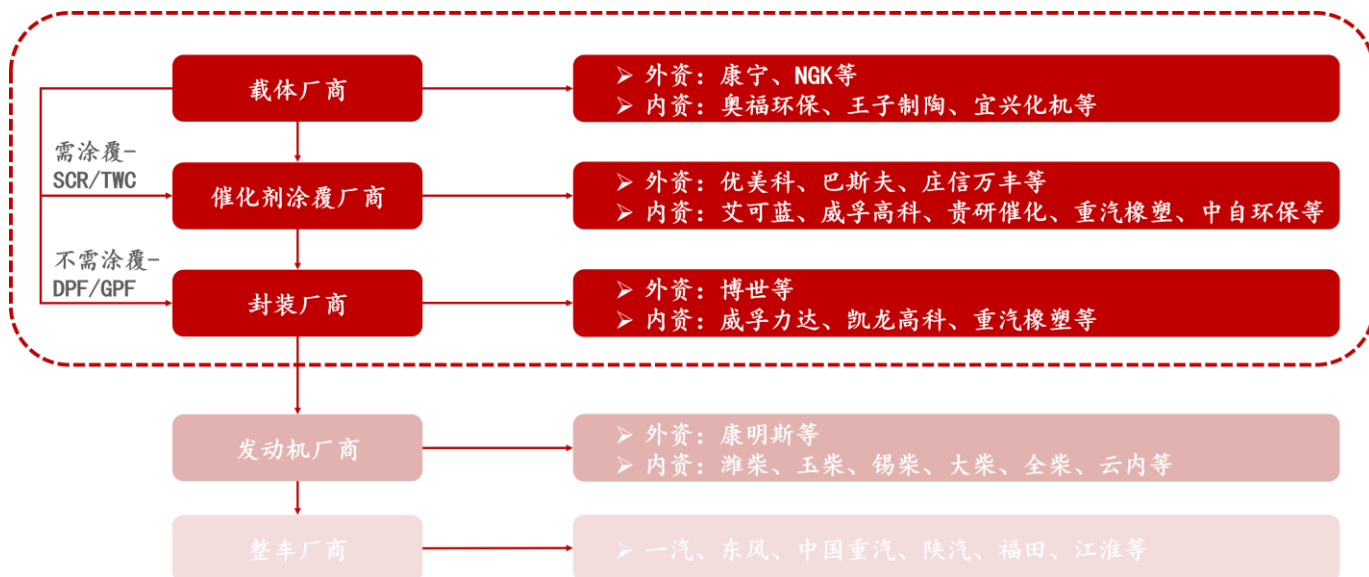 载体厂商
➢ 外资：康宁、NGK等
➢ 内资：奥福环保、王子制陶、宜兴化机等
需涂覆-
SCR/TWC
催化剂涂覆厂商
➢ 外资：优美科、巴斯夫、庄信万丰等
➢ 内资：艾可蓝、威孚高科、贵研催化、重汽橡塑、中自环保等
不需涂覆-
DPF/GPF
封装厂商
➢ 外资：博世等
➢ 内资：威孚力达、凯龙高科、重汽橡塑等
发动机厂商
➢ 外资：康明斯等
➢ 内资：潍柴、玉柴、锡柴、大柴、全柴、云内等
整车厂商
➢ 一汽、东风、中国重汽、陕汽、福田、江淮等